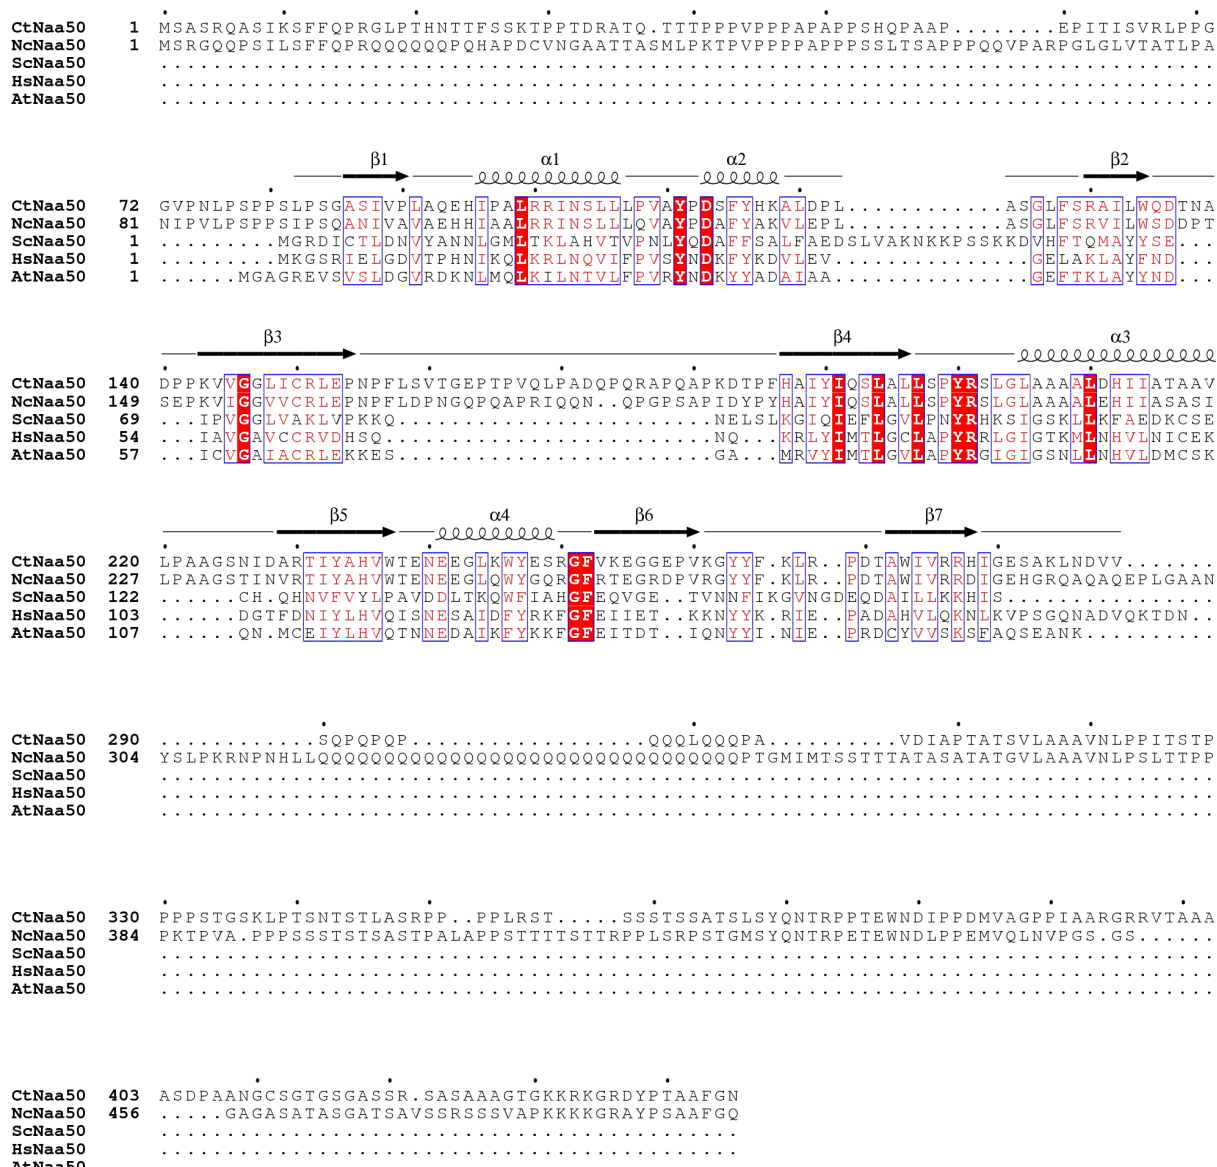 CtNaa50 1 MSASRQASIKSFFQPRGLPTHNTTFSSKTPPTDRATQ.TTTPPPVPPPAPAPPSHQPAAP........EPITISVRLPPG
NcNaa50 1 MSRGQQPSILSFFQPRQQQQQQPQHAPDCVNGAATTASMLPKTPVPPPPAPPPPSSLTSAPPPQQVPARPGLGLVTATLPA
ScNaa50 ................................................................................
HsNaa50 ................................................................................
AtNaa50 ................................................................................
β1 α1 α2 β2
CtNaa50 72 GVPNLPSPPSLPSGASIVPLAQEHIPALRRINSLLLPVAYPDSFYHKALDPL............ASGLFSRAILWQDTNA
NcNaa50 81 NIPVLPSPPSIPSQANIVAVAEHHIAALRRINSLLLQVAYPDAFYAKVLEPL............ASGLFSRVILWSDDPT
ScNaa50 1 .........MGRDICTLDNVYANNLGMLTKLAHVTVPNLYQDAFFSALFAEDSLVAKNKKPSSKKDVHFTQMAYYSE...
HsNaa50 1 .........MKGSRIELGDVTPHNIKQLKRLNQVIFPVSYNDKFYKDVLEV...............GELAKLAYFND...
AtNaa50 1 ......MGAGREVSVSLDGVRDKNLMQLKILNTVLFPVRYNDKYYADAIAA...............GEFTKLAYYND...
β3 β4 α3
CtNaa50 140 DPPKVVGGLICRLEPNPFLSVTGEPTPVQLPADQPQRAPQAPKDTPFHAIYIQSLALLSPYRSLGLAAAALDHIIATAAV
NcNaa50 149 SEPKVIGGVVCRLEPNPFLDPNGQPQAPRIQQN..QPGPSAPIDYPYHAIYIQSLALLSPYRSLGLAAAALEHIIASASI
ScNaa50 69 ...IPVGGLVAKLVPKKQ........................NELSLKGIQIEFLGVLPNYRHKSIGSKLLKFAEDKCSE
HsNaa50 54 ...IAVGAVCCRVDHSQ.........................NQ...KRLYIMTLGCLAPYRRLGIGTKMLNHVLNICEK
AtNaa50 57 ...ICVGAIACRLEKKES........................GA...MRVYIMTLGVLAPYRGIGIGSNLLNHVLDMCSK
β5 α4 β6 β7
CtNaa50 220 LPAAGSNIDARTIYAHVWTENEEGLKWYESRGFVKEGGEPVKGYYF.KLR..PDTAWIVRRHIGESAKLNDVV.......
NcNaa50 227 LPAAGSTINVRTIYAHVWTENEEGLQWYGQRGFRTEGRDPVRGYYF.KLR..PDTAWIVRRDIGEHGRQAQAQEPLGAAN
ScNaa50 122 ......CH.QHNVFVYLPAVDDLTKQWFIAHGFEQVGE..TVNNFIKGVNGDEQDAILLKKHIS................
HsNaa50 103 ......DGTFDNIYLHVQISNESAIDFYRKFGFEIIET..KKNYYK.RIE..PADAHVLQKNLKVPSGQNADVQKTDN..
AtNaa50 107 ......QN.MCEIYLHVQTNNEDAIKFYKKFGFEITDT..IQNYYI.NIE..PRDCYVVSKSFAQSEANK..........
CtNaa50 290 ............SQPQPQP..................QQQLQQQPA..........VDIAPTATSVLAAAVNLPPITSTP
NcNaa50 304 YSLPKRNPNHLLQQQQQQQQQQQQQQQQQQQQQQQQQQQQQQQQPTGMIMTSSTTTATASATATGVLAAAVNLPSLTTPP
ScNaa50 ................................................................................
HsNaa50 ................................................................................
AtNaa50 ................................................................................
CtNaa50 330 PPPSTGSKLPTSNTSTLASRPP..PPLRST.....SSSTSSATSLSYQNTRPPTEWNDIPPDMVAGPPIAARGRRVTAAA
NcNaa50 384 PKTPVA.PPPSSSTSTSASTPALAPPSTTTTSTTRPPLSRPSTGMSYQNTRPETEWNDLPPEMVQLNVPGS.GS......
ScNaa50 ................................................................................
HsNaa50 ................................................................................
AtNaa50 ................................................................................
CtNaa50 403 ASDPAANGCSGTGSGASSR.SASAAAGTGKKRKGRDYPTAAFGN
NcNaa50 456 .....GAGASATASGATSAVSSRSSSVAPKKKKGRAYPSAAFGQ
ScNaa50 ............................................
HsNaa50 ............................................
AtNaa50